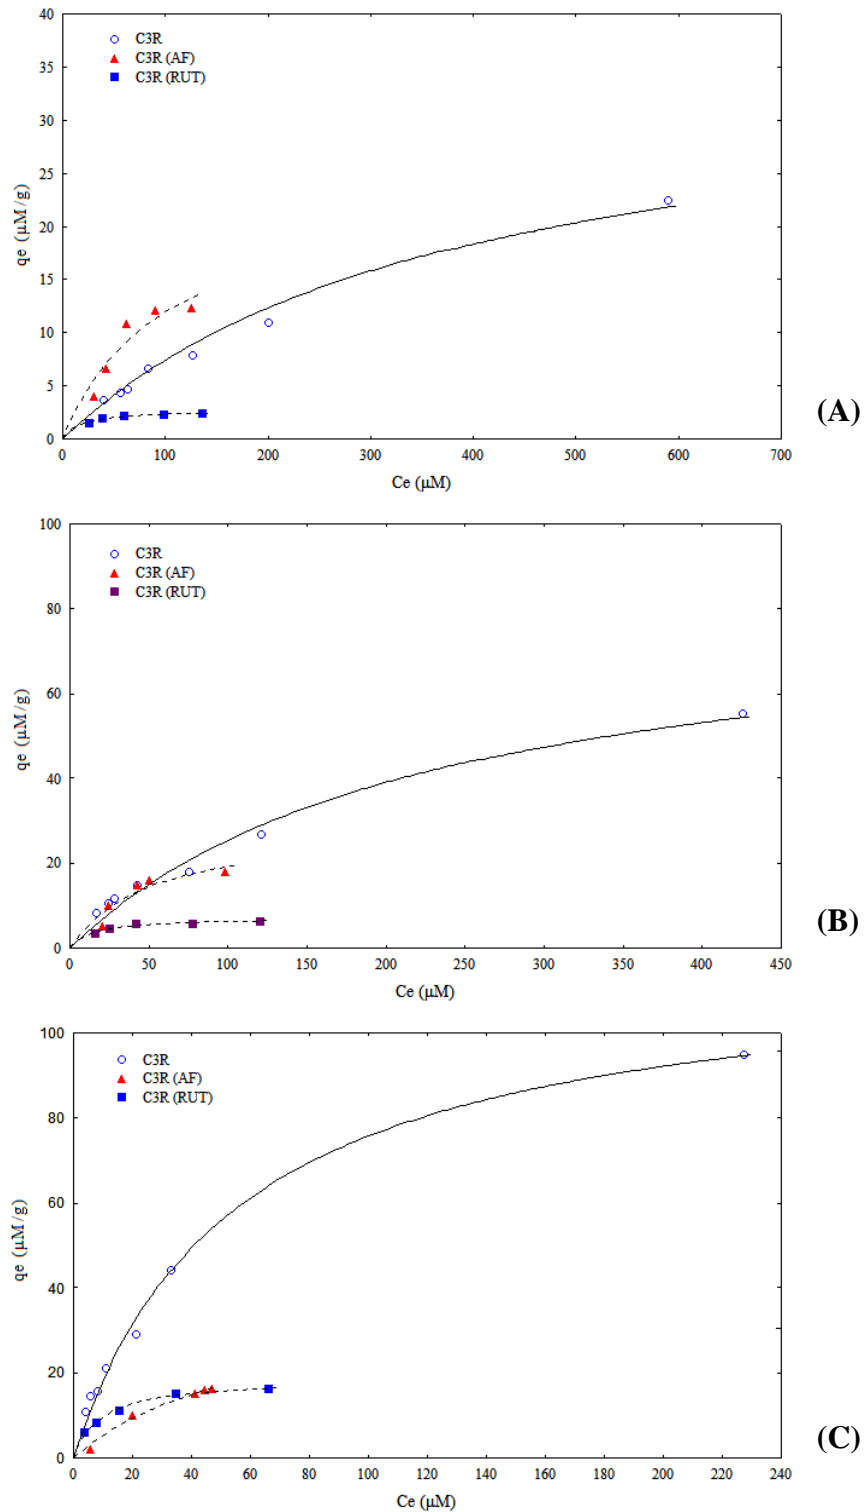 40
C3R
C3R (AF)
C3R (RUT)
35
30
25
20
15
10
5
0
qe (µM/g)
0 100 200 300 400 500 600 700
Ce (µM)
(A)
100
C3R
C3R (AF)
C3R (RUT)
80
60
40
20
0
qe (µM/g)
0 50 100 150 200 250 300 350 400 450
Ce (µM)
(B)
100
C3R
C3R (AF)
C3R (RUT)
80
60
40
20
0
qe (µM/g)
0 20 40 60 80 100 120 140 160 180 200 220 240
Ce (µM)
(C)